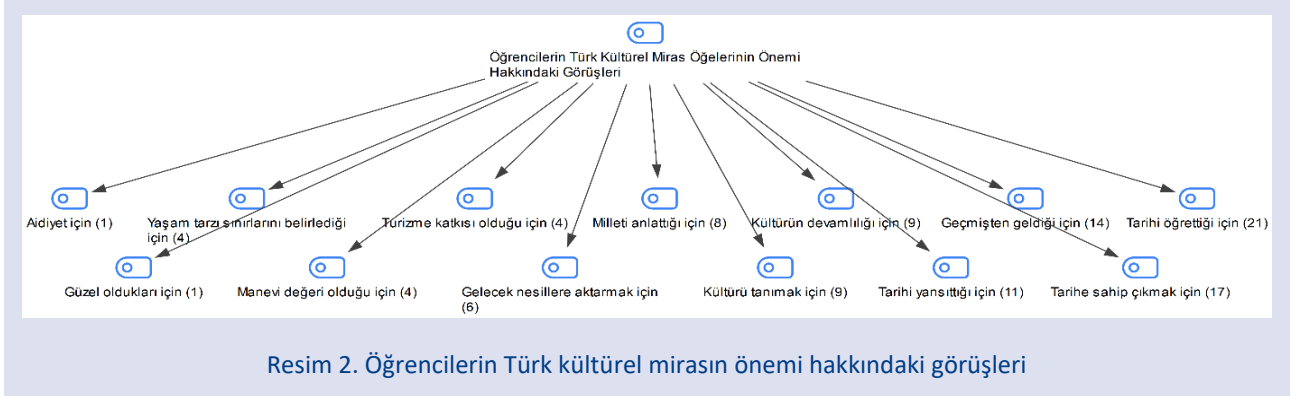 Öğrencilerin Türk Kültürel Miras Öğelerinin Önemi
Hakkındaki Görüşleri
Aidiyet için (1)
Yaşam tarzı sınırlarını belirlediği
için (4)
Turizme katkısı olduğu için (4)
Milleti anlattığı için (8)
Kültürün devamlılığı için (9)
Geçmişten geldiği için (14)
Tarihi öğrettiği için (21)
Güzel oldukları için (1)
Manevi değeri olduğu için (4)
Gelecek nesillere aktarmak için
(6)
Kültürü tanımak için (9)
Tarihi yansıttığı için (11)
Tarihe sahip çıkmak için (17)
Resim 2. Öğrencilerin Türk kültürel mirasın önemi hakkındaki görüşleri